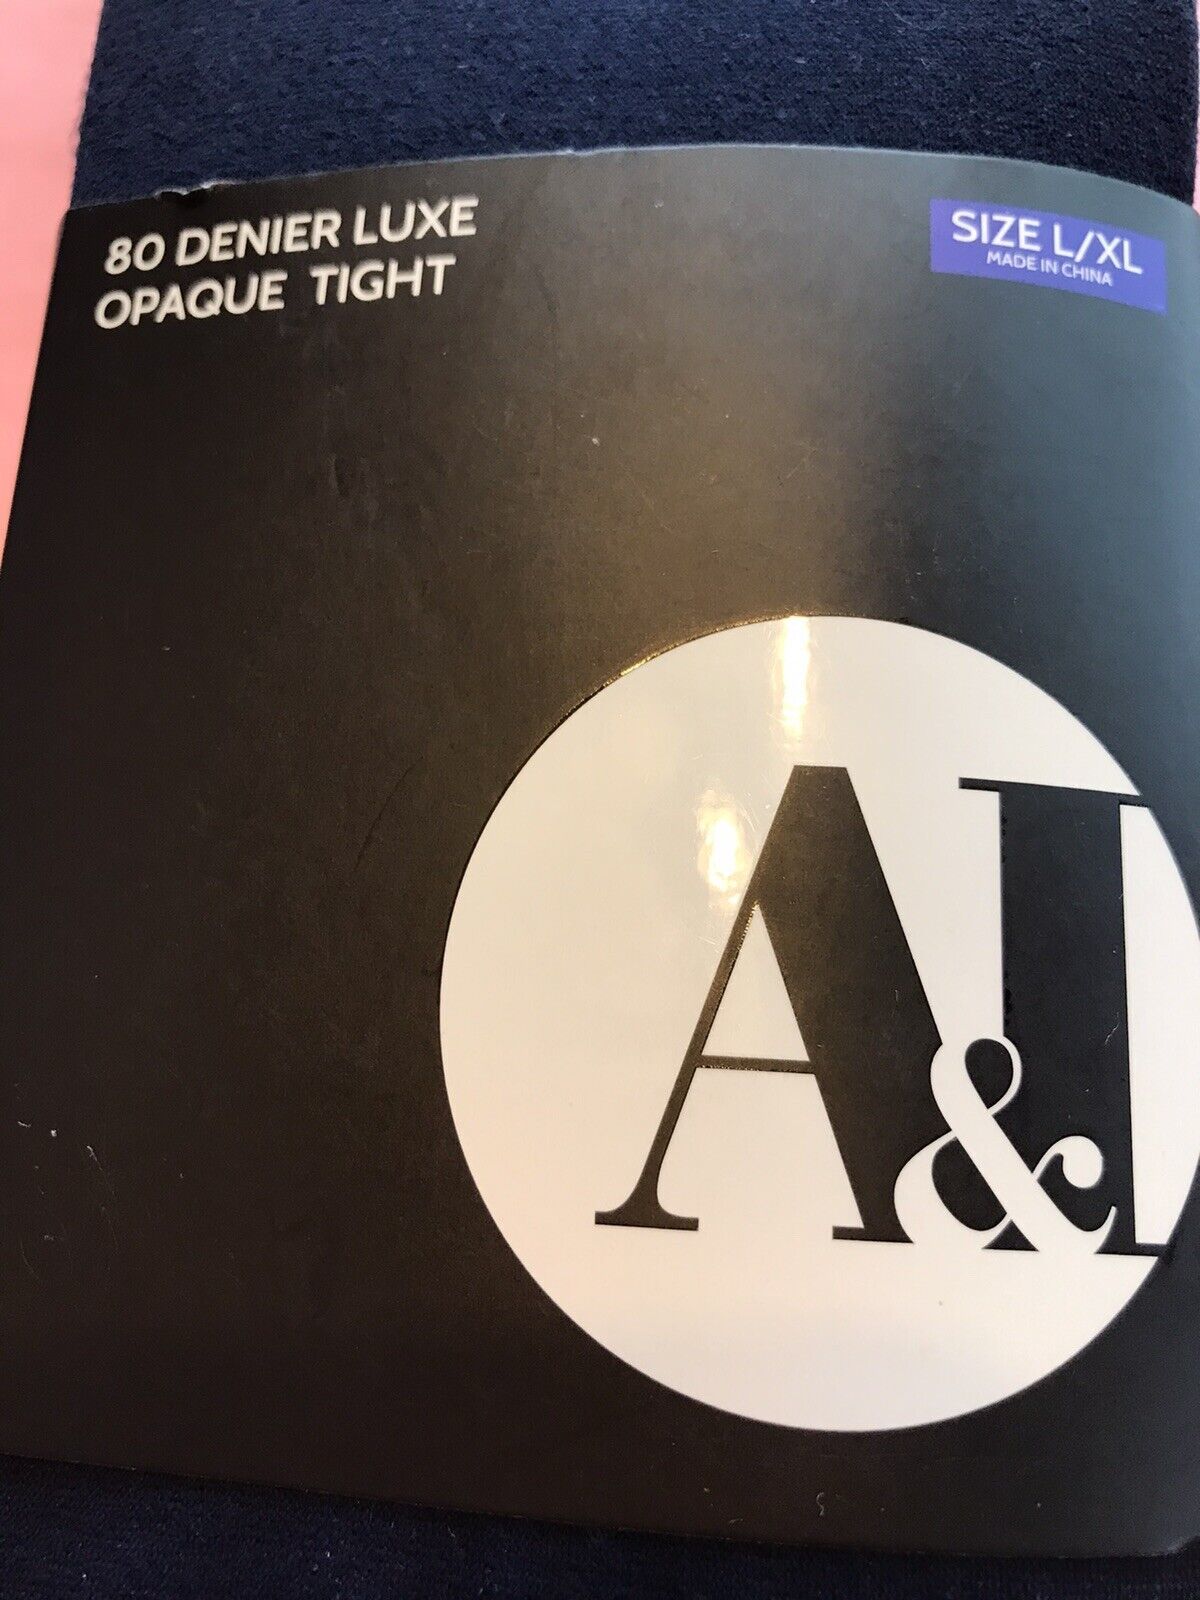 80 DENIER LUXE
OPAQUE TIGHT
SIZE L/XL
MADE IN CHINA
A&I